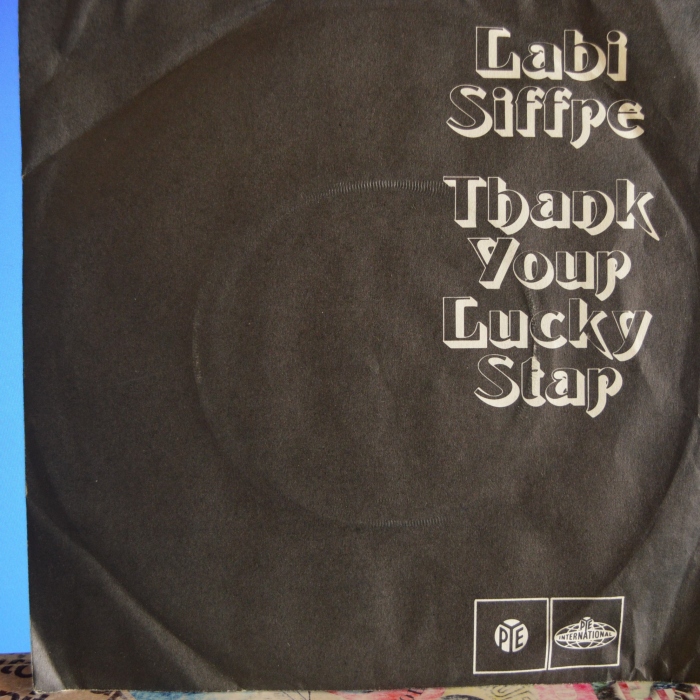 Labi
Siffre
Thank
Your
Lucky
Star
PYE
PYE
INTERNATIONAL